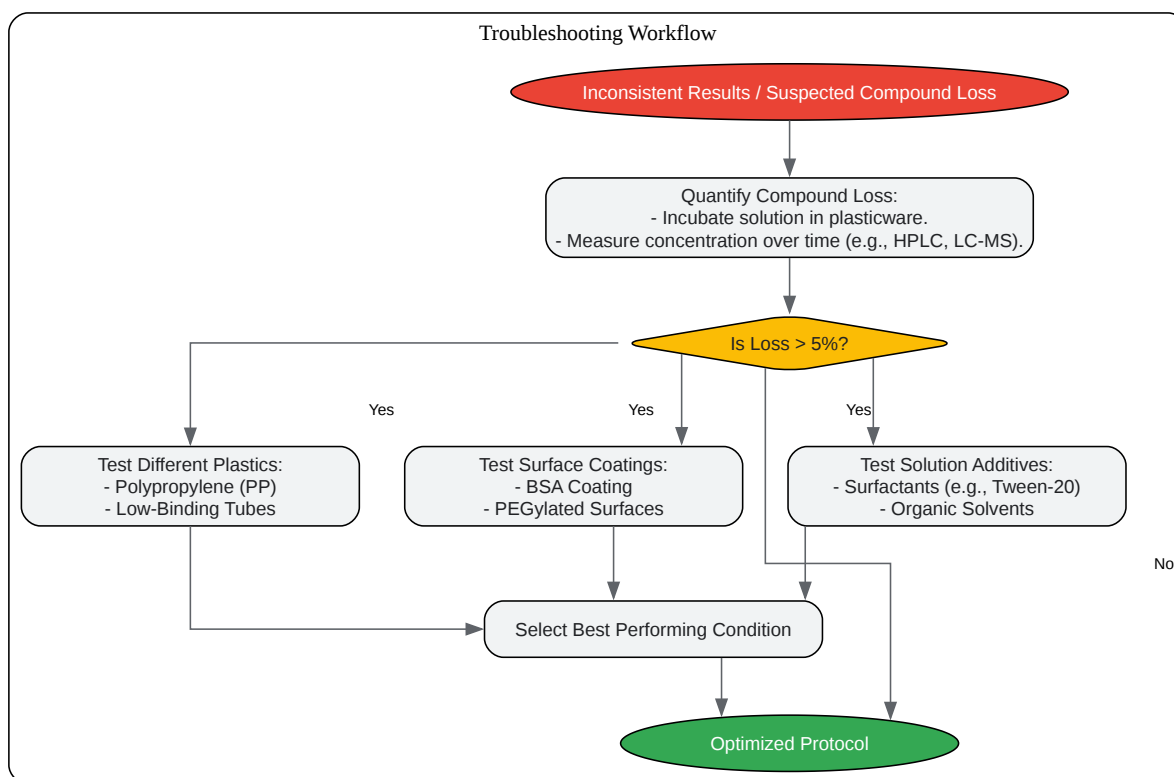 Troubleshooting Workflow
Inconsistent Results / Suspected Compound Loss
Quantify Compound Loss:
- Incubate solution in plasticware.
- Measure concentration over time (e.g., HPLC, LC-MS).
Is Loss > 5%?
Yes
Yes
Yes
Test Different Plastics:
- Polypropylene (PP)
- Low-Binding Tubes
Test Surface Coatings:
- BSA Coating
- PEGylated Surfaces
Test Solution Additives:
- Surfactants (e.g., Tween-20)
- Organic Solvents
No
Select Best Performing Condition
Optimized Protocol